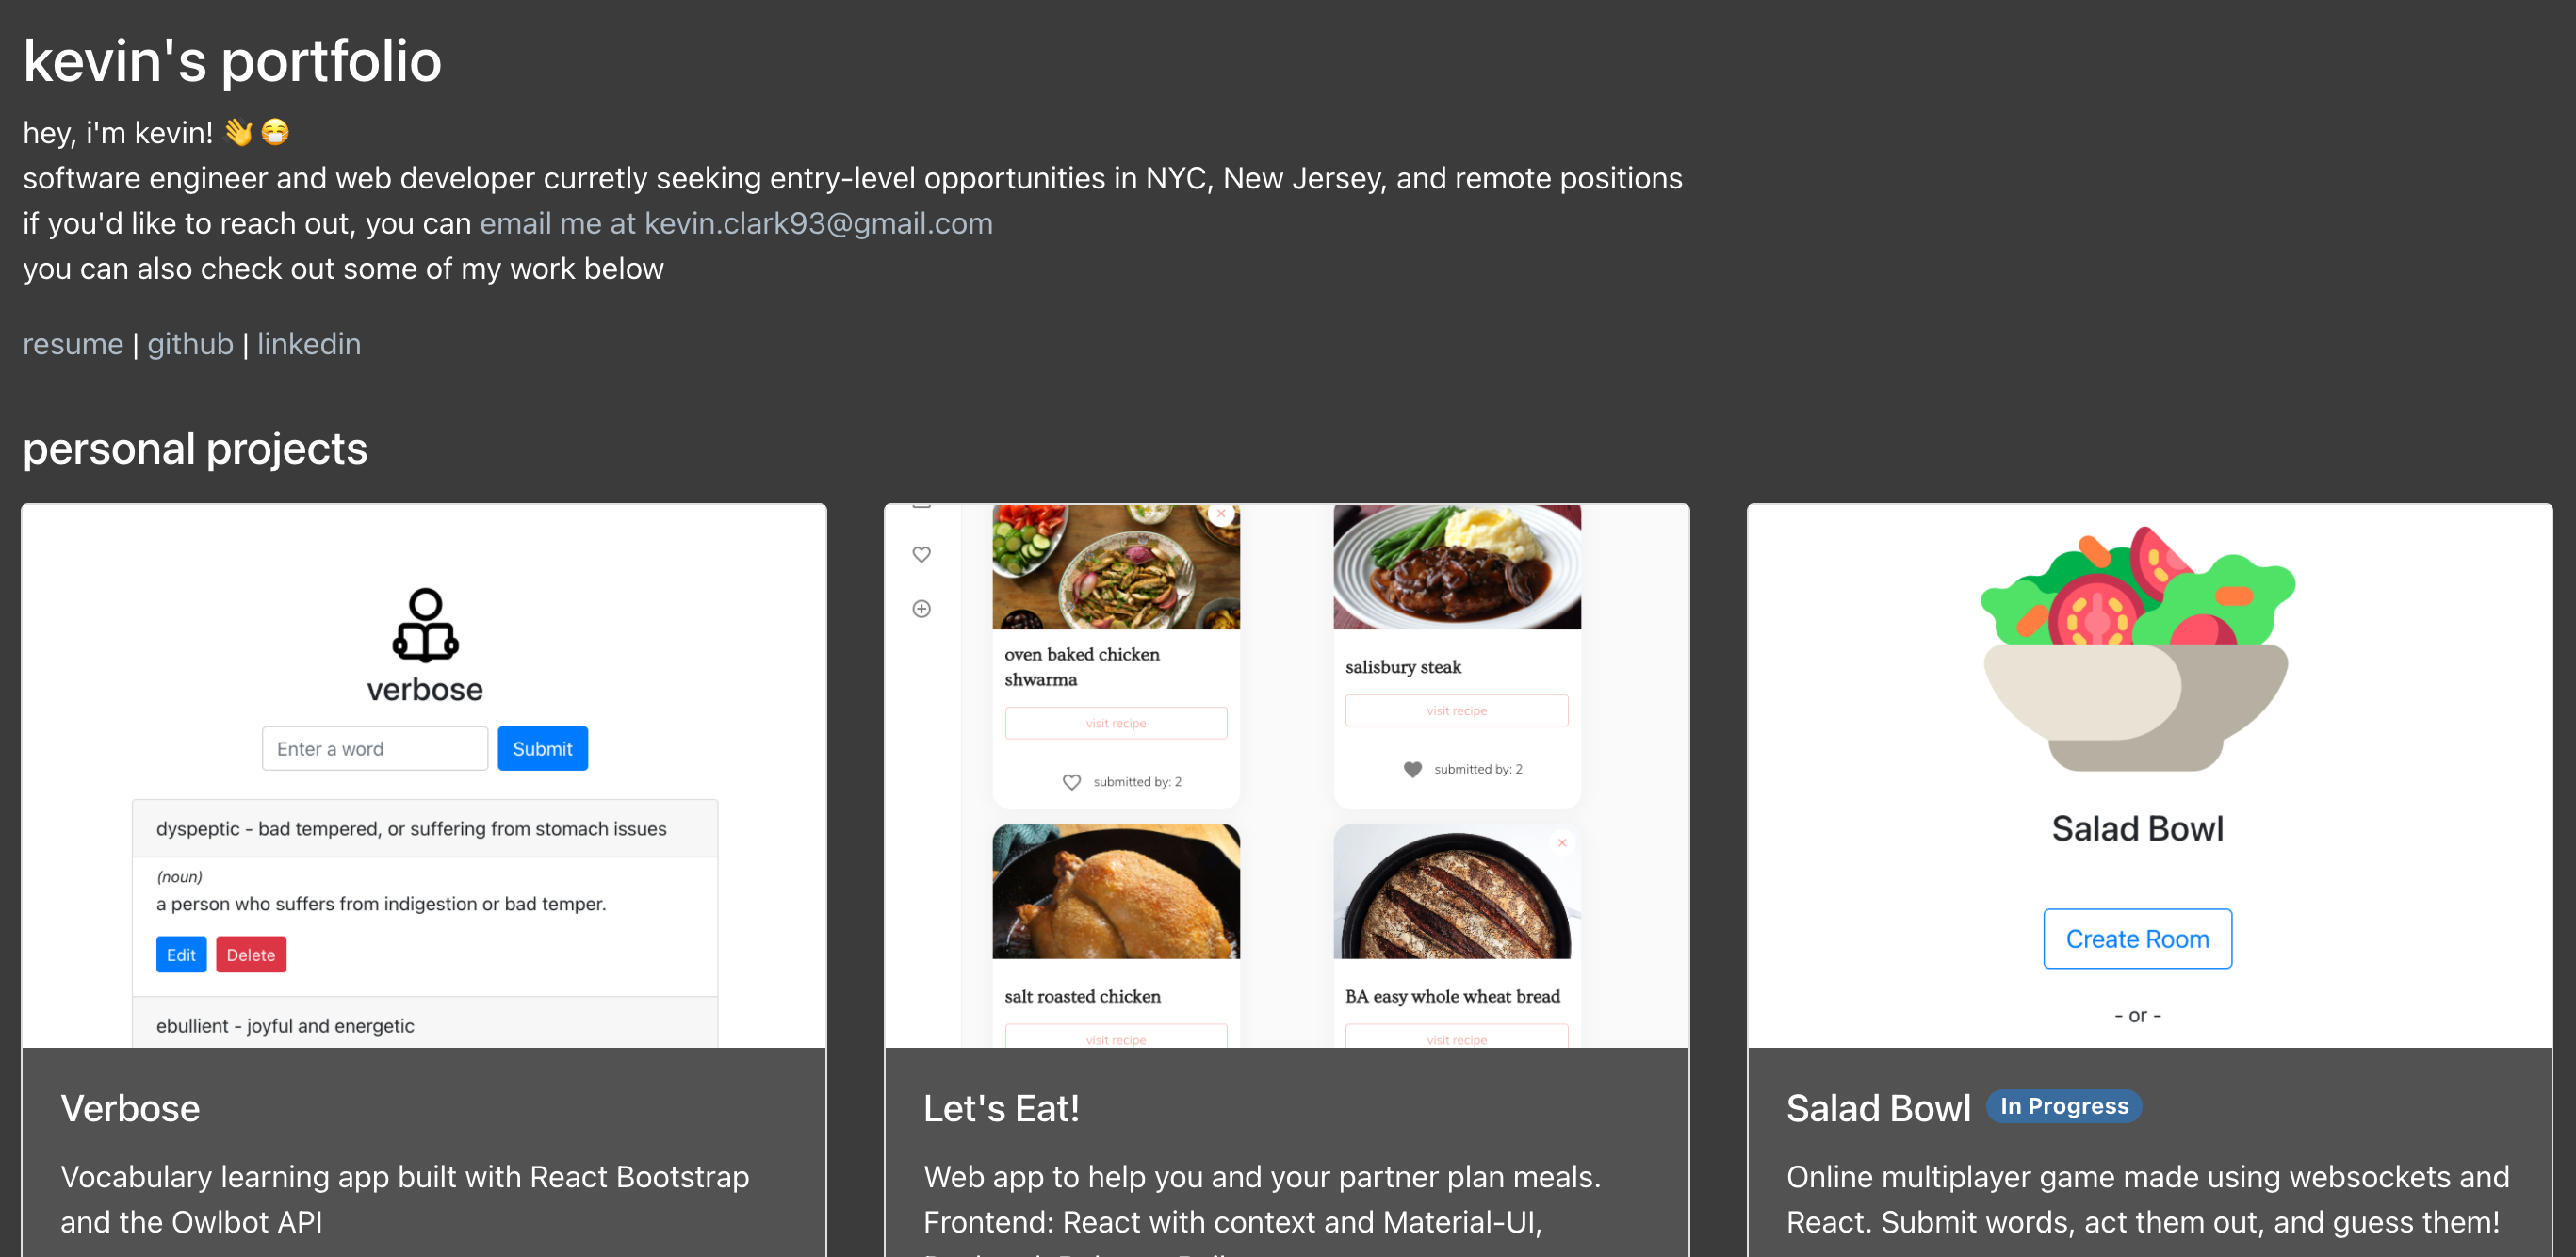 kevin's portfolio
hey, i'm kevin! 👋 😷
software engineer and web developer curretly seeking entry-level opportunities in NYC, New Jersey, and remote positions
if you'd like to reach out, you can email me at kevin.clark93@gmail.com
you can also check out some of my work below
resume | github | linkedin
personal projects
verbose
Enter a word
Submit
dyspeptic - bad tempered, or suffering from stomach issues
(noun)
a person who suffers from indigestion or bad temper.
Edit
Delete
ebullient - joyful and energetic
Verbose
Vocabulary learning app built with React Bootstrap
and the Owlbot API
oven baked chicken
shwarma
visit recipe
submitted by: 2
salisbury steak
visit recipe
submitted by: 2
salt roasted chicken
visit recipe
BA easy whole wheat bread
visit recipe
Let's Eat!
Web app to help you and your partner plan meals.
Frontend: React with context and Material-UI,
Salad Bowl
Create Room
- or -
Salad Bowl In Progress
Online multiplayer game made using websockets and
React. Submit words, act them out, and guess them!